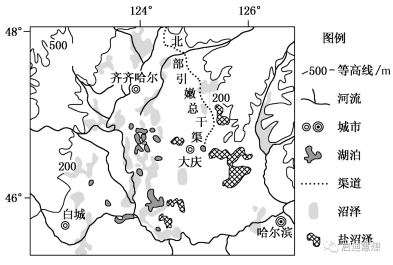 124°
126°
48°
46°
500
200
200
北部引嫩总干渠
齐齐哈尔
大庆
白城
哈尔滨
图例
500 等高线/m
河流
城市
湖泊
渠道
沼泽
盐沼泽